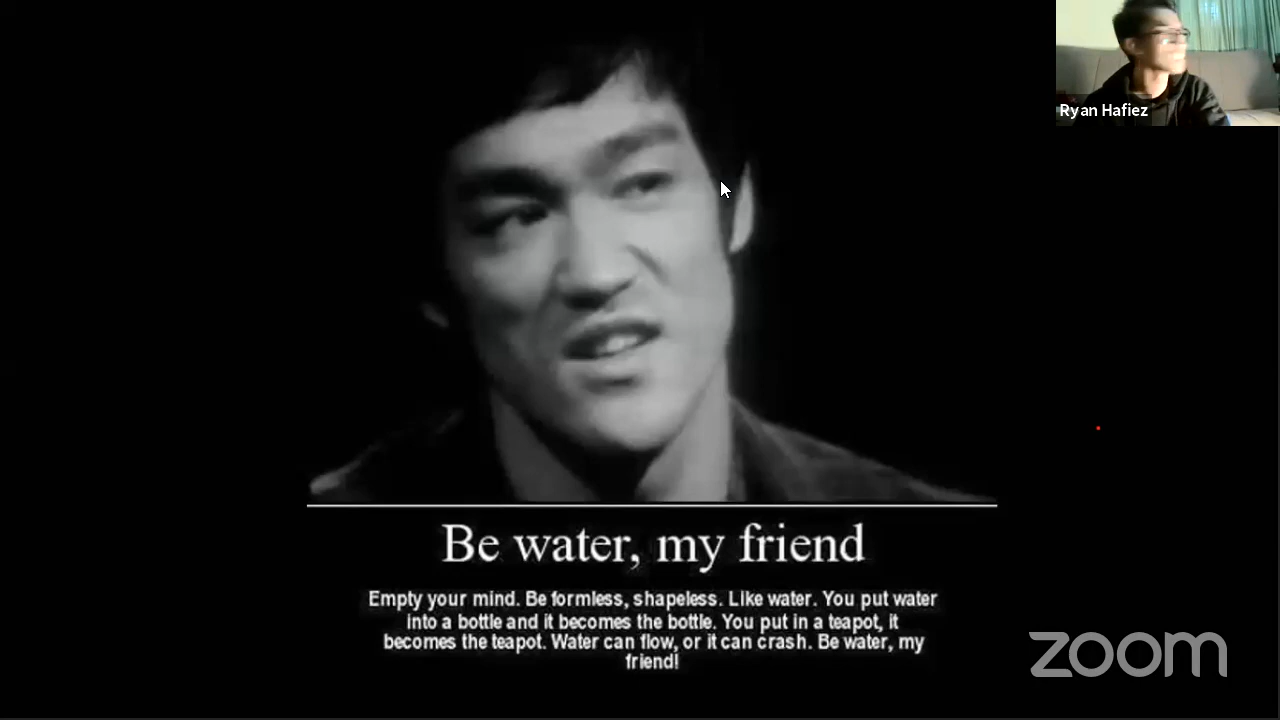 Ryan Hafiez
Be water, my friend
Empty your mind. Be formless, shapeless. Like water. You put water
into a bottle and it becomes the bottle. You put in a teapot, it
becomes the teapot. Water can flow, or it can crash. Be water, my
friend!
zoom